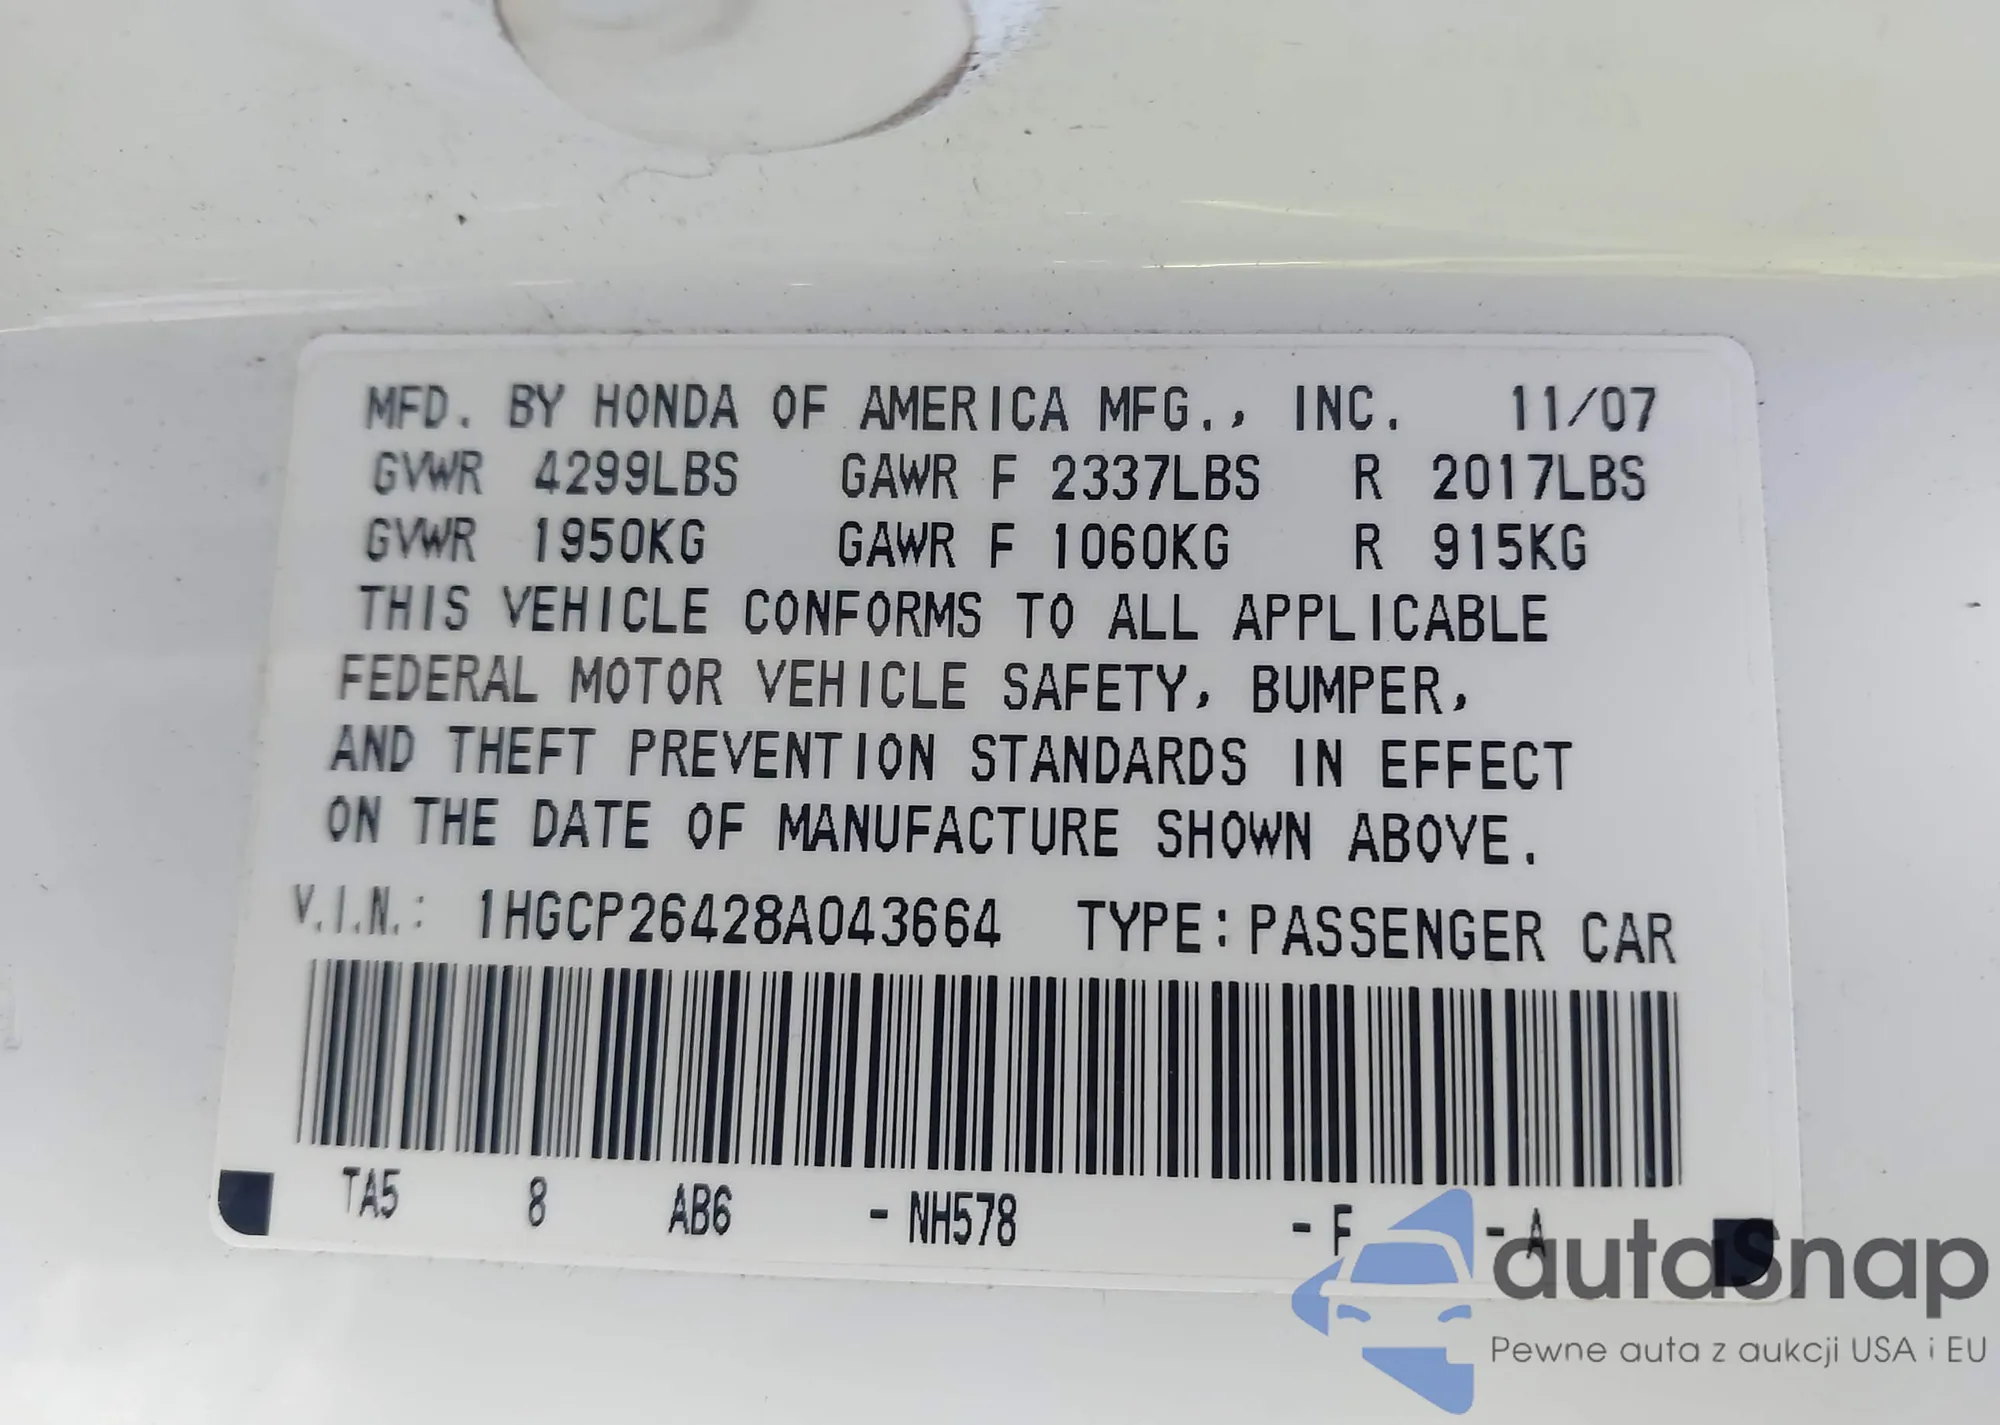 MFD. BY HONDA OF AMERICA MFG., INC. 11/07
GVWR 4299LBS GAWR F 2337LBS R 2017LBS
GVWR 1950KG GAWR F 1060KG R 915KG
THIS VEHICLE CONFORMS TO ALL APPLICABLE
FEDERAL MOTOR VEHICLE SAFETY, BUMPER,
AND THEFT PREVENTION STANDARDS IN EFFECT
ON THE DATE OF MANUFACTURE SHOWN ABOVE.
V.I.N.: 1HGCP26428A043664 TYPE: PASSENGER CAR
TA5 8 AB6 - NH578 - F - A
autaSnap
Pewne auta z aukcji USA i EU